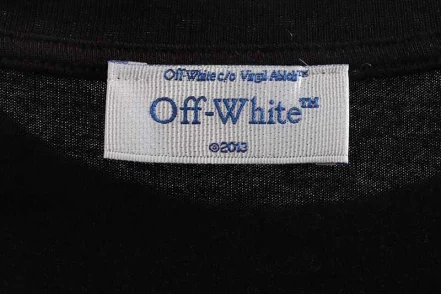 Off-White c/o Virgil Abloh™
Off-White™
©2013